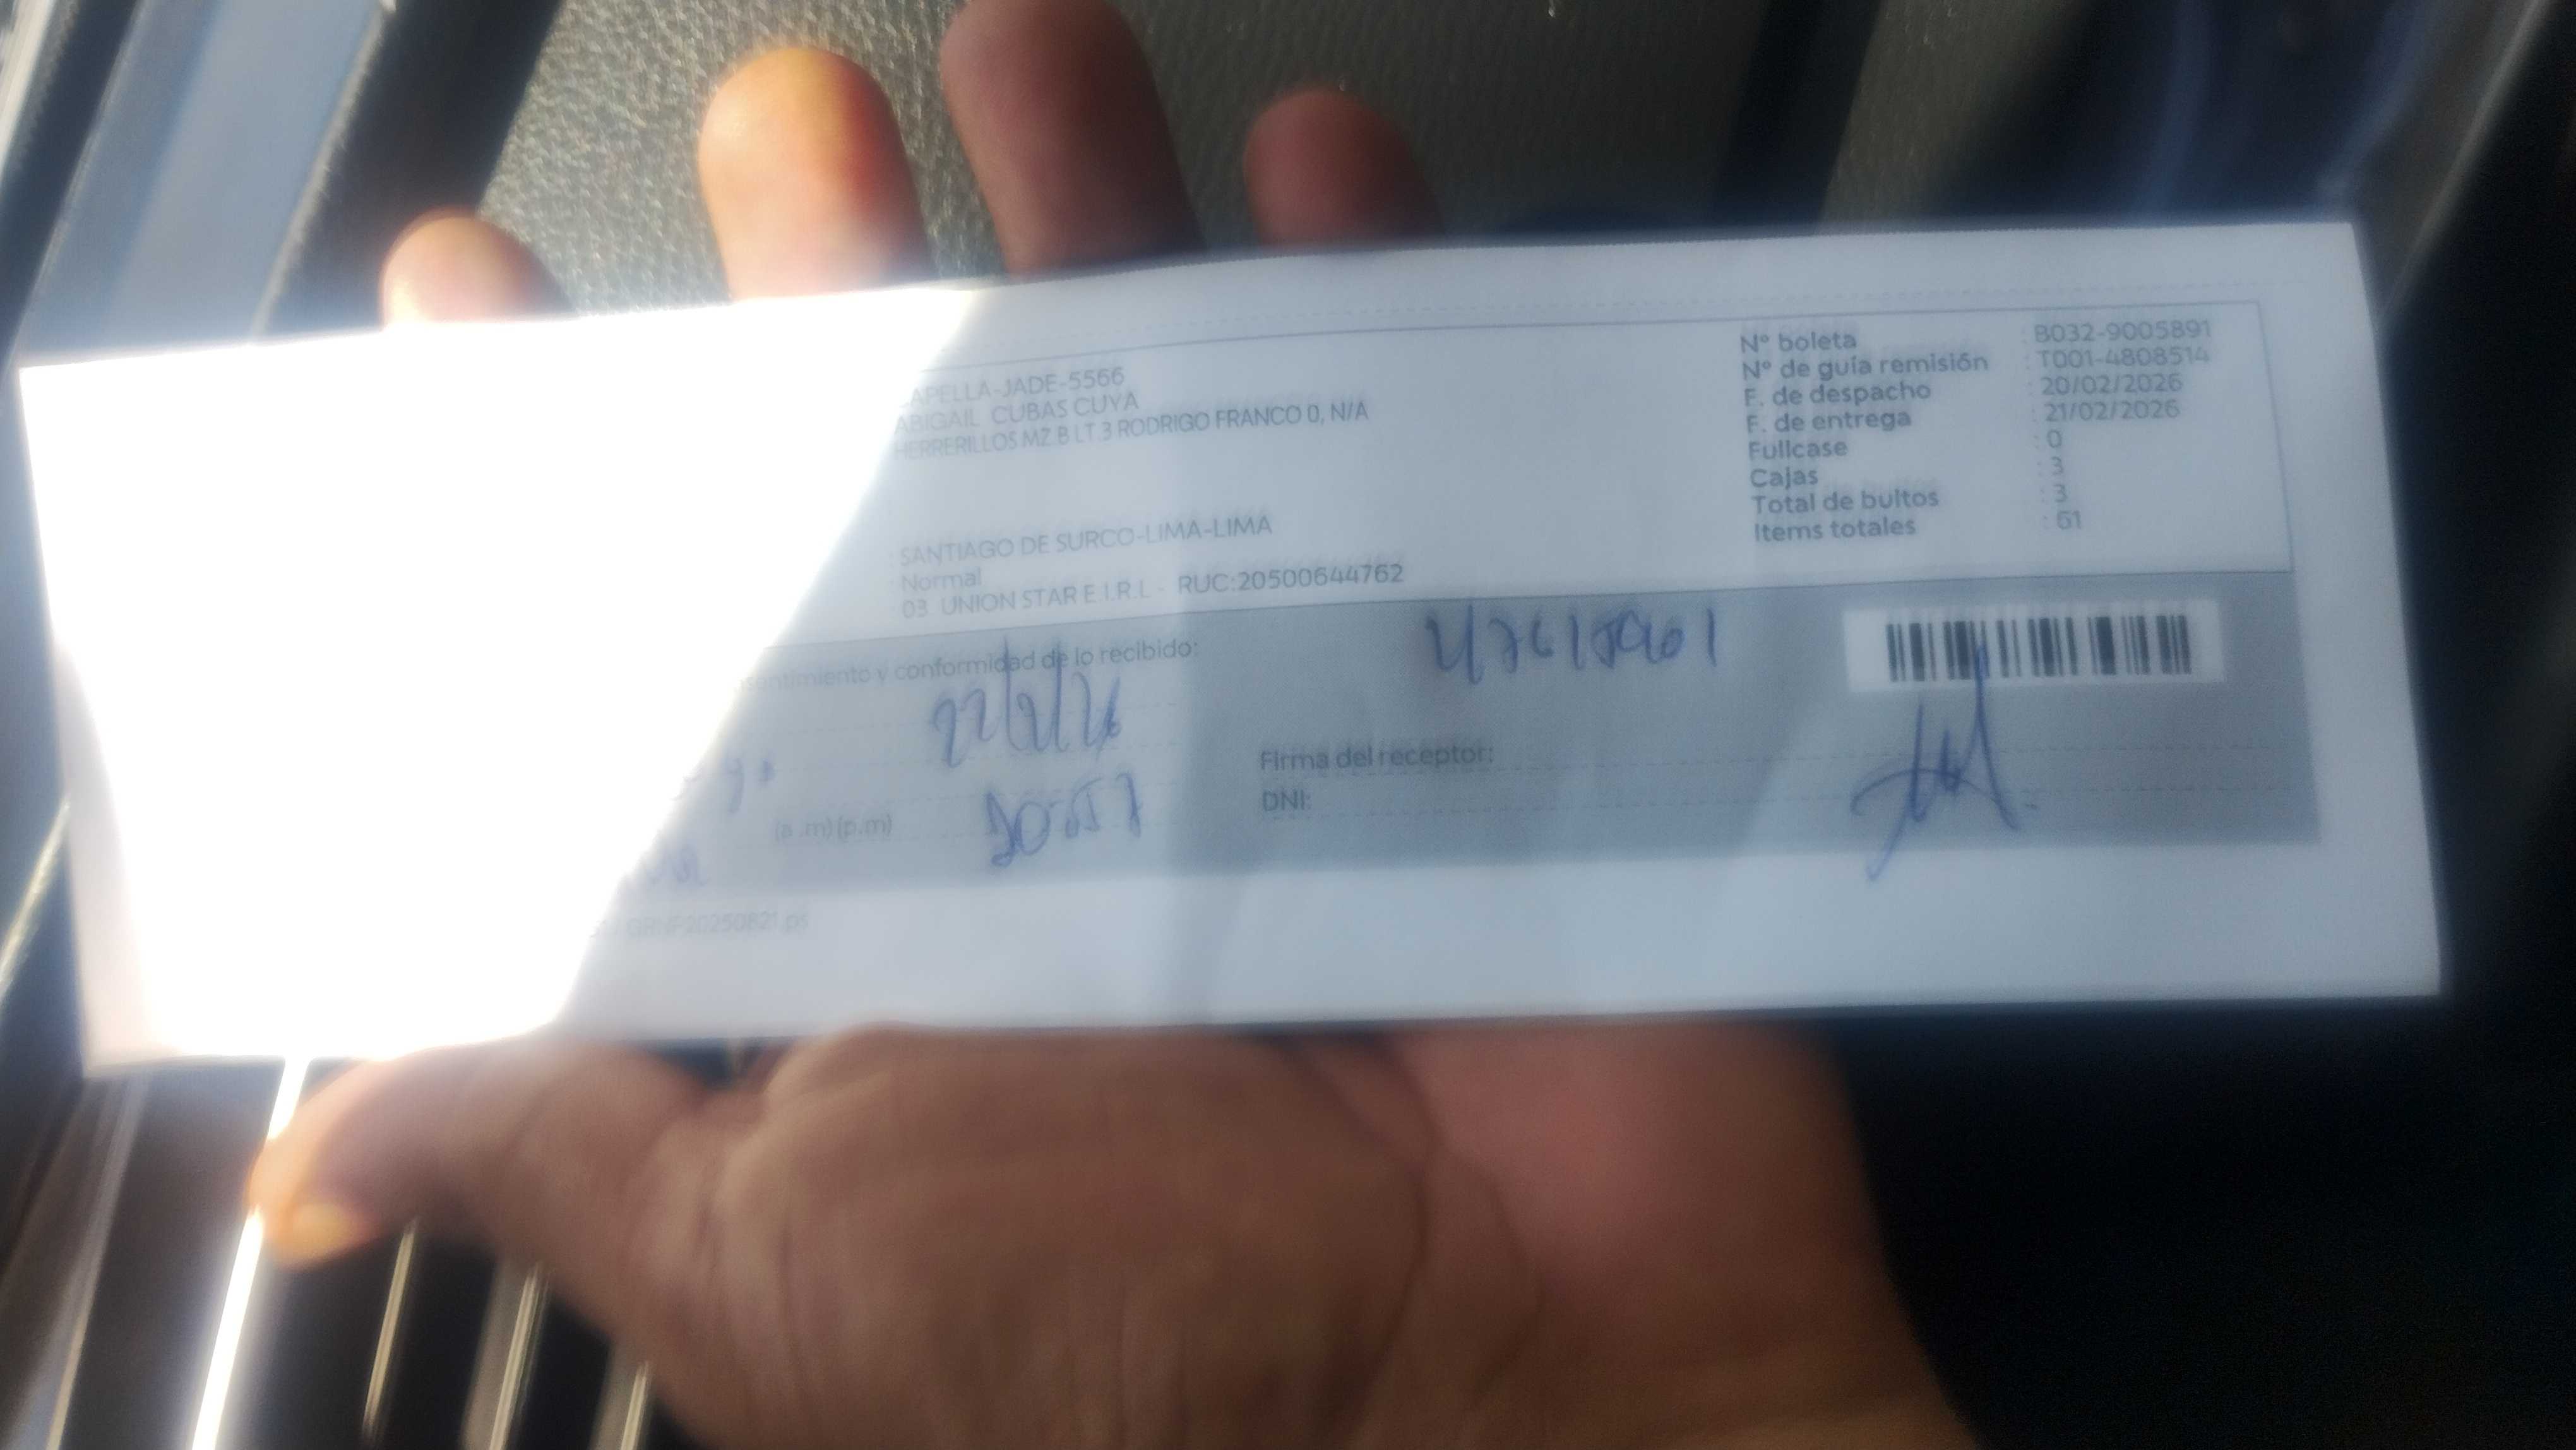 APELLA-JADE-5566
ABIGAIL CUBAS CUYA
HERRERILLOS MZ.B LT.3 RODRIGO FRANCO 0, N/A
SANTIAGO DE SURCO-LIMA-LIMA
Normal
03 UNION STAR E.I.R.L - RUC:20500644762
N° boleta : B032-9005891
N° de guía remisión : T001-4808514
F. de despacho : 20/02/2026
F. de entrega : 21/02/2026
Fullcase : 0
Cajas : 3
Total de bultos : 3
Items totales : 61
y conformidad de lo recibido:
22/2/26
(a .m) (p.m)
Firma del receptor:
DNI: